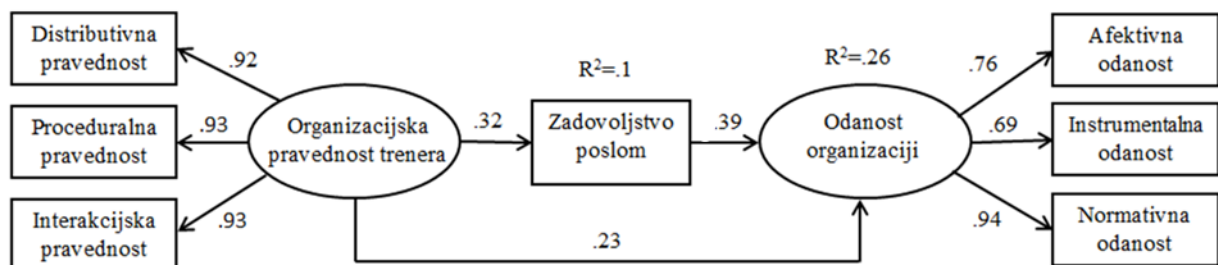 Distributivna
pravednost
.92
Proceduralna
pravednost
.93
Interakcijska
pravednost
.93
Organizacijska
pravednost trenera
.32
R²=.1
Zadovoljstvo
poslom
.39
.23
R²=.26
Odanost
organizaciji
.76
Afektivna
odanost
.69
Instrumentalna
odanost
.94
Normativna
odanost